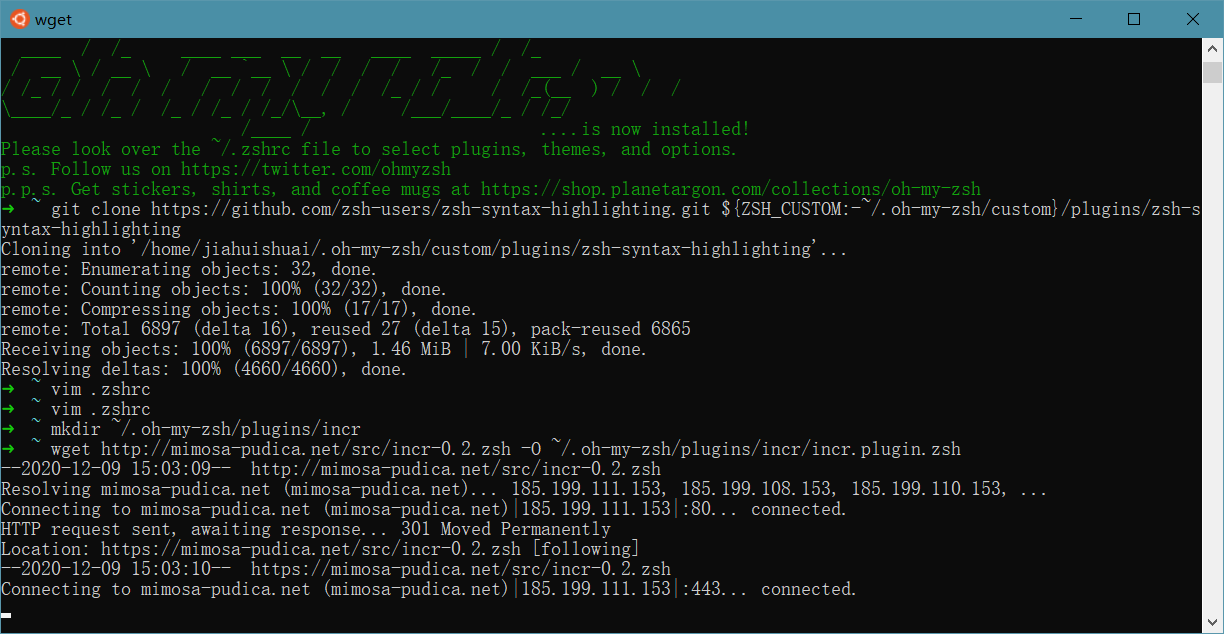 wget
....is now installed!
Please look over the ~/.zshrc file to select plugins, themes, and options.
p.s. Follow us on https://twitter.com/ohmyzsh
p.p.s. Get stickers, shirts, and coffee mugs at https://shop.planetargon.com/collections/oh-my-zsh
➜  ~ git clone https://github.com/zsh-users/zsh-syntax-highlighting.git ${ZSH_CUSTOM:-~/.oh-my-zsh/custom}/plugins/zsh-s
yntax-highlighting
Cloning into '/home/jiahuishuai/.oh-my-zsh/custom/plugins/zsh-syntax-highlighting'...
remote: Enumerating objects: 32, done.
remote: Counting objects: 100% (32/32), done.
remote: Compressing objects: 100% (17/17), done.
remote: Total 6897 (delta 16), reused 27 (delta 15), pack-reused 6865
Receiving objects: 100% (6897/6897), 1.46 MiB | 7.00 KiB/s, done.
Resolving deltas: 100% (4660/4660), done.
➜  ~ vim .zshrc
➜  ~ vim .zshrc
➜  ~ mkdir ~/.oh-my-zsh/plugins/incr
➜  ~ wget http://mimosa-pudica.net/src/incr-0.2.zsh -O ~/.oh-my-zsh/plugins/incr/incr.plugin.zsh
--2020-12-09 15:03:09--  http://mimosa-pudica.net/src/incr-0.2.zsh
Resolving mimosa-pudica.net (mimosa-pudica.net)... 185.199.111.153, 185.199.108.153, 185.199.110.153, ...
Connecting to mimosa-pudica.net (mimosa-pudica.net)|185.199.111.153|:80... connected.
HTTP request sent, awaiting response... 301 Moved Permanently
Location: https://mimosa-pudica.net/src/incr-0.2.zsh [following]
--2020-12-09 15:03:10--  https://mimosa-pudica.net/src/incr-0.2.zsh
Connecting to mimosa-pudica.net (mimosa-pudica.net)|185.199.111.153|:443... connected.